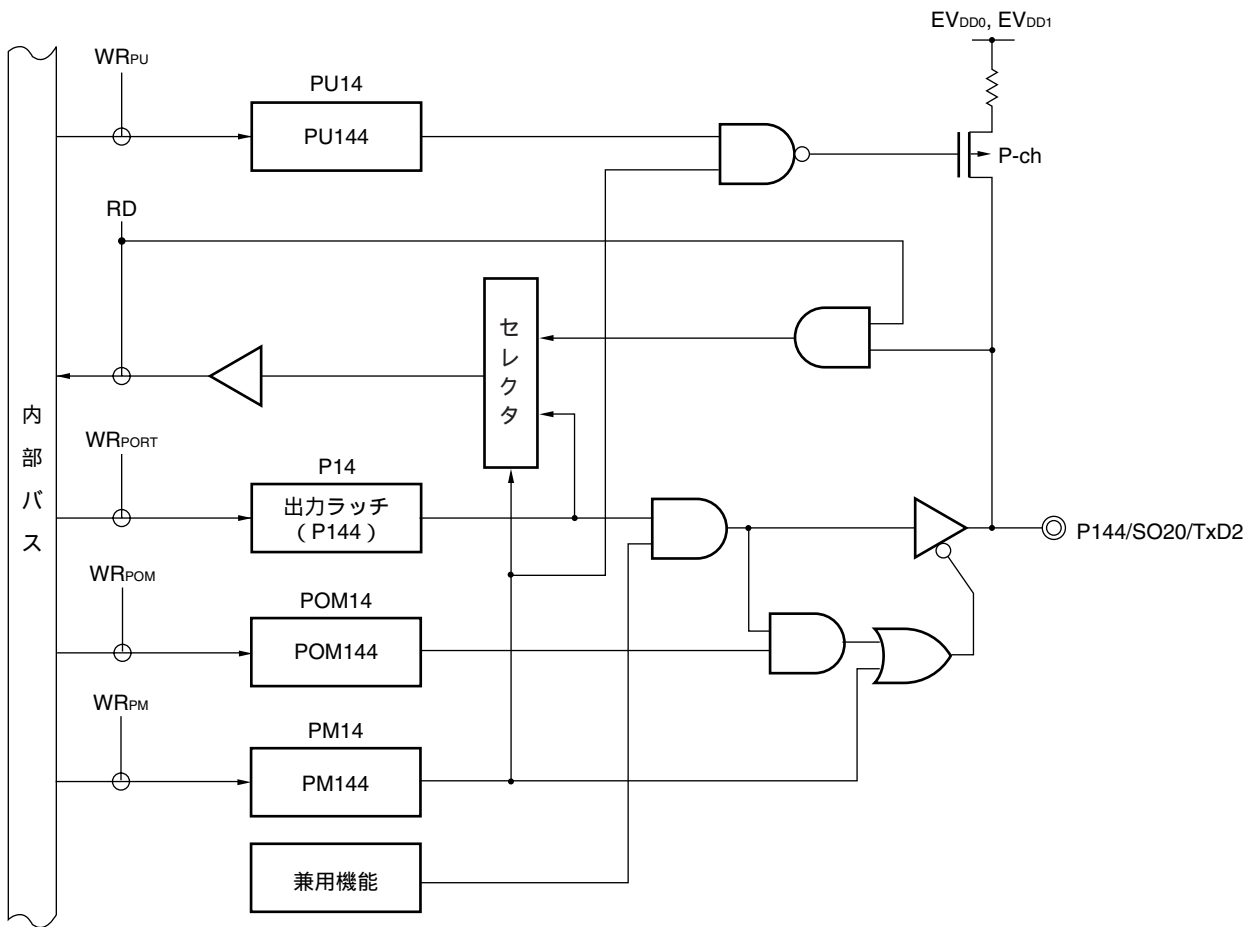 EVDD0, EVDD1
WRPU
PU14
PU144
P-ch
RD
セレクタ
内部バス
WRPORT
P14
出力ラッチ
（P144）
P144/SO20/TxD2
WRPOM
POM14
POM144
WRPM
PM14
PM144
兼用機能